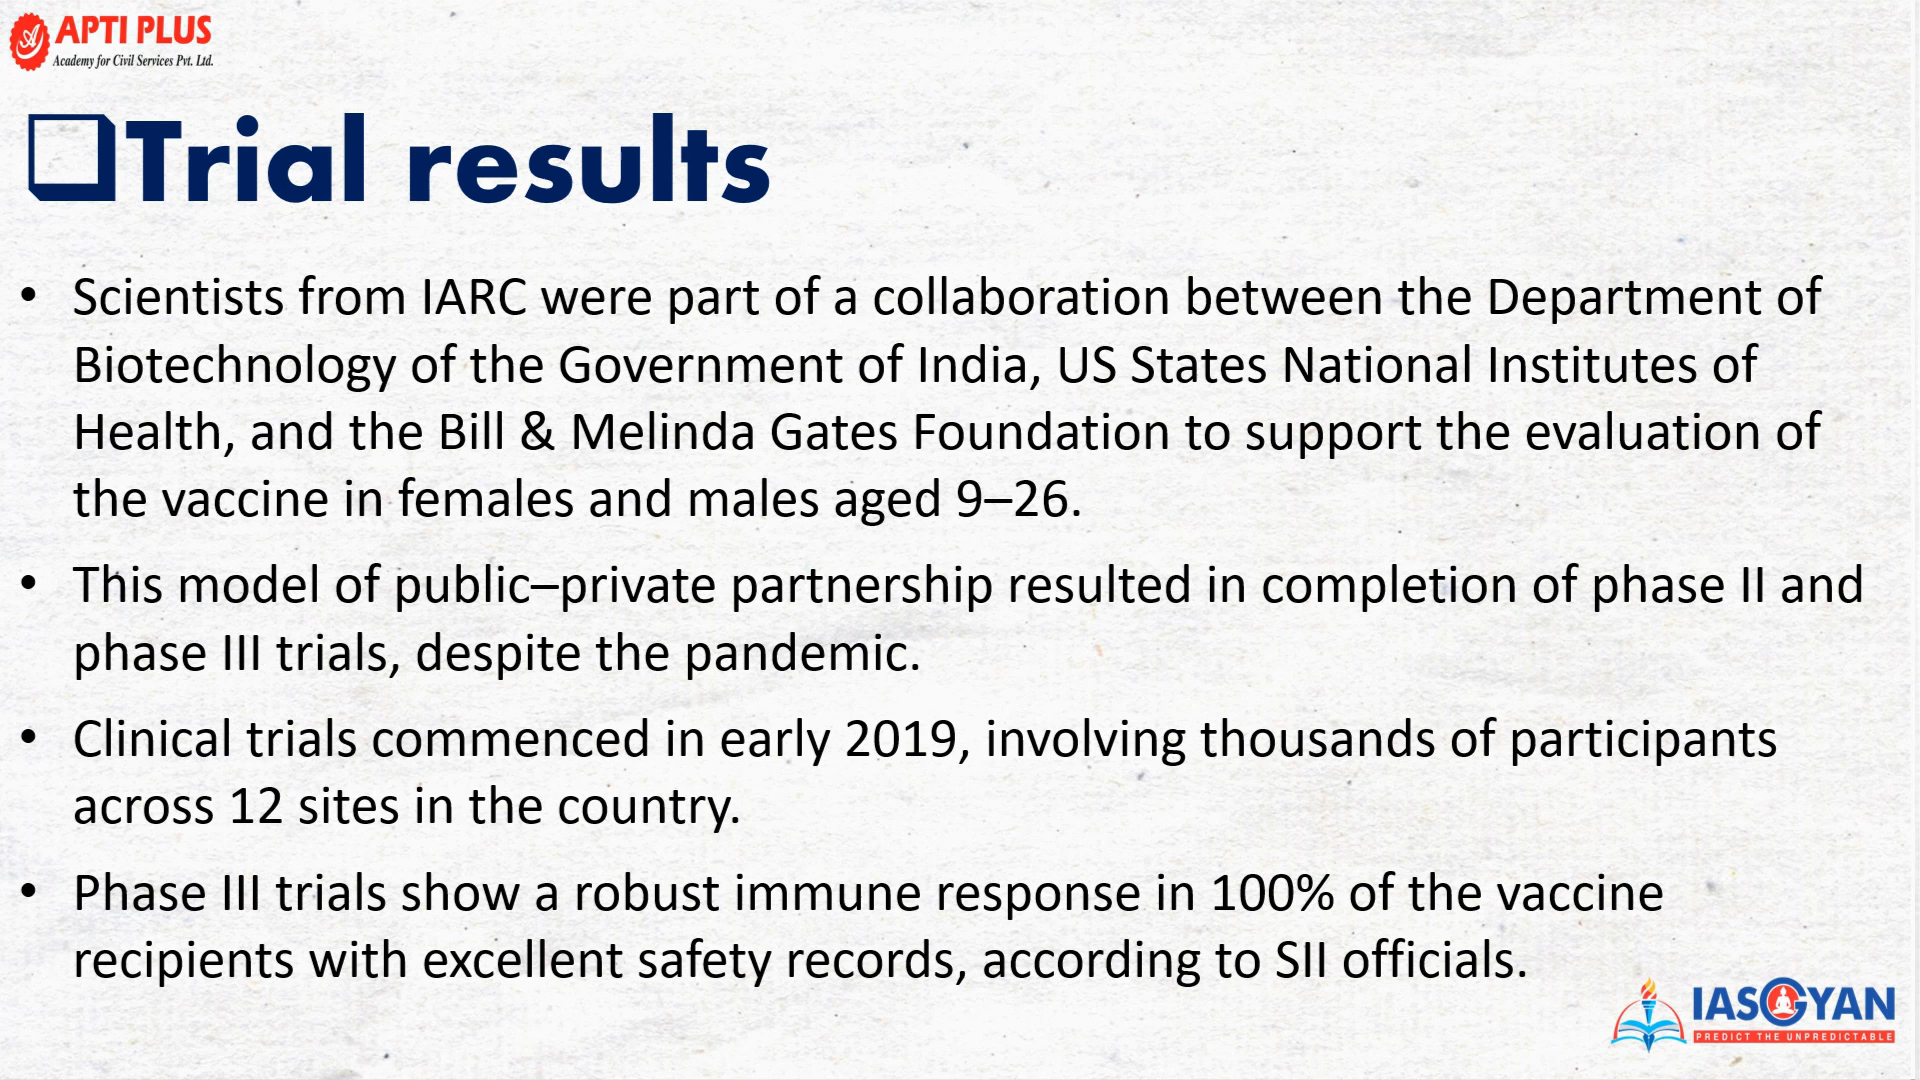 APTI PLUS
Academy for Civil Services Pvt. Ltd.
Trial results
• Scientists from IARC were part of a collaboration between the Department of
Biotechnology of the Government of India, US States National Institutes of
Health, and the Bill & Melinda Gates Foundation to support the evaluation of
the vaccine in females and males aged 9–26.
• This model of public–private partnership resulted in completion of phase II and
phase III trials, despite the pandemic.
• Clinical trials commenced in early 2019, involving thousands of participants
across 12 sites in the country.
• Phase III trials show a robust immune response in 100% of the vaccine
recipients with excellent safety records, according to SII officials.
IASGYAN
PREDICT THE UNPREDICTABLE